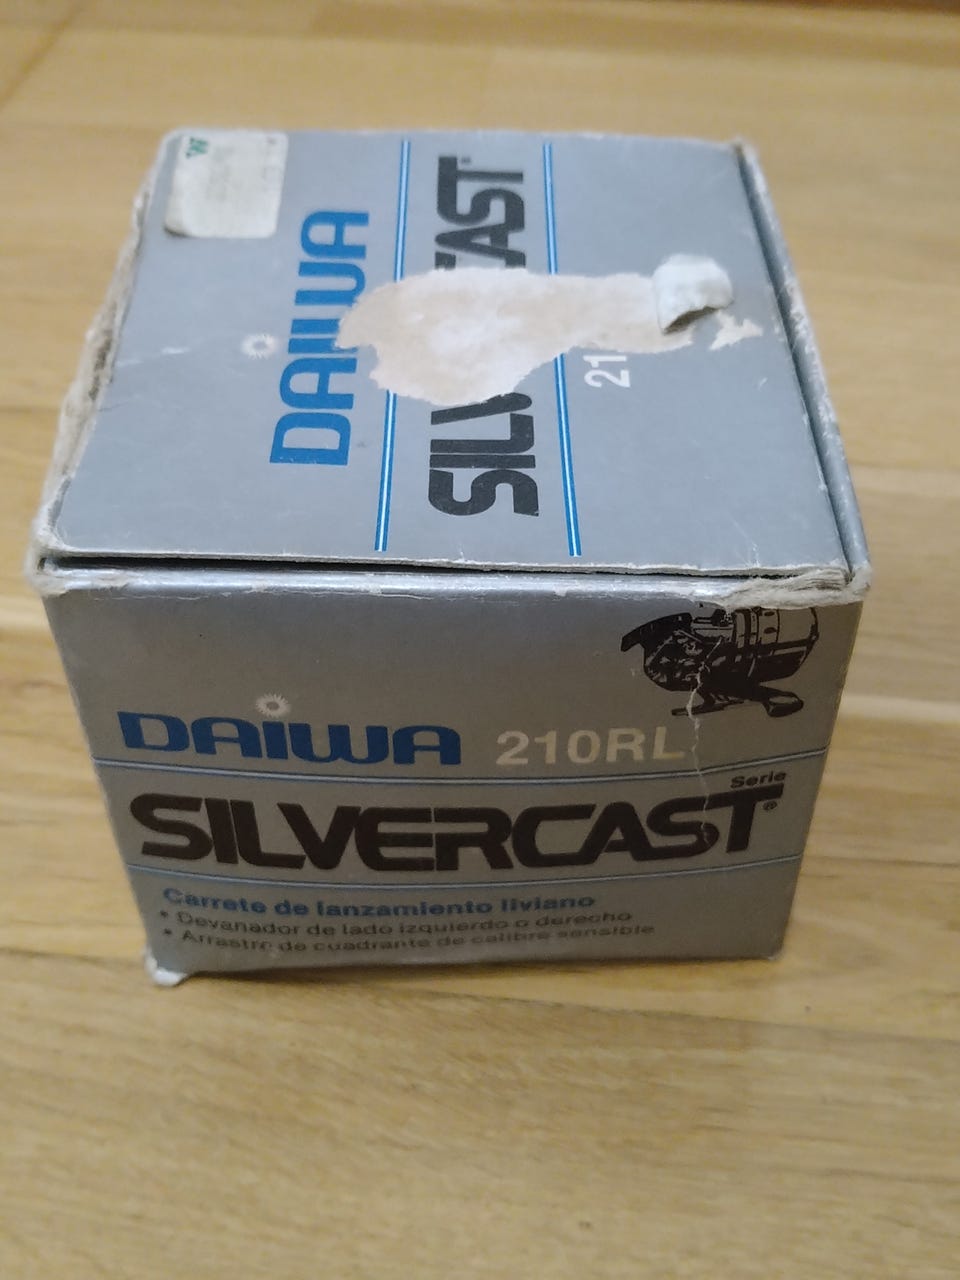 DAIWA
SILV AST
21
DAIWA 210RL
Serie
SILVERCAST®
Carrete de lanzamiento liviano
• Devanador de lado izquierdo o derecho
• Arrastre de cuadrante de calibre sensible